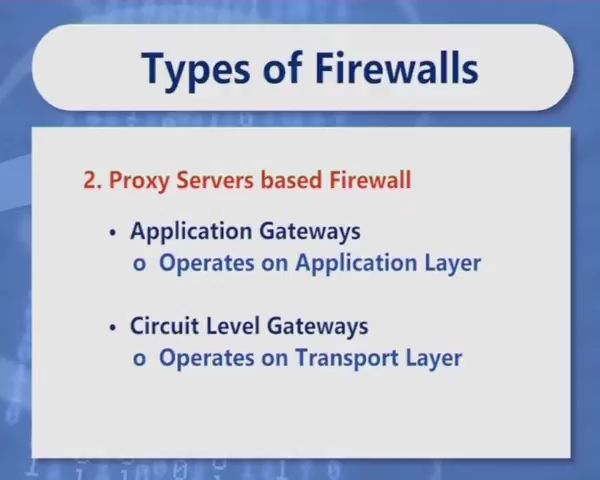 Types of Firewalls
2. Proxy Servers based Firewall
• Application Gateways
o Operates on Application Layer
• Circuit Level Gateways
o Operates on Transport Layer